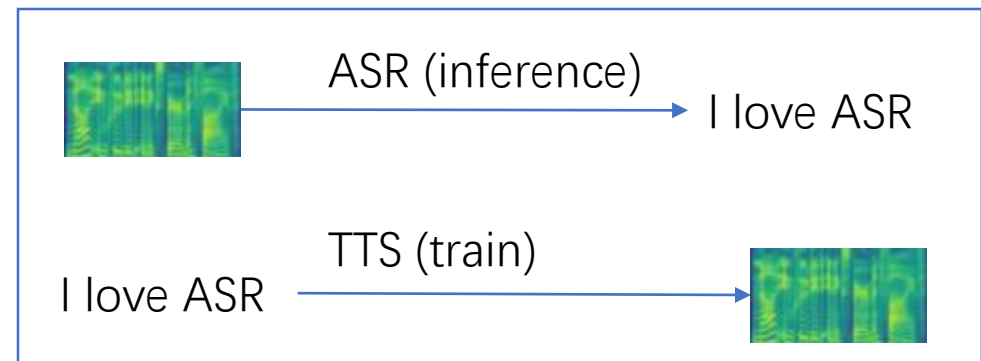 ASR (inference)
I love ASR
TTS (train)
I love ASR